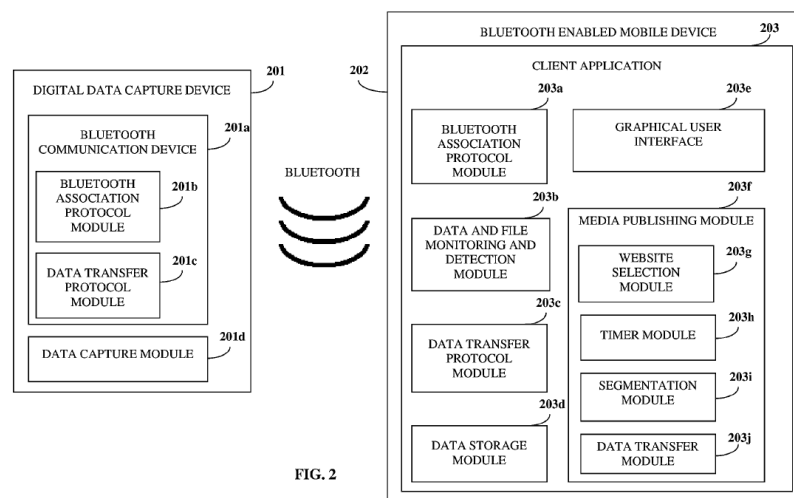 201
DIGITAL DATA CAPTURE DEVICE
201a
BLUETOOTH
COMMUNICATION DEVICE
201b
BLUETOOTH
ASSOCIATION
PROTOCOL
MODULE
201c
DATA TRANSFER
PROTOCOL
MODULE
201d
DATA CAPTURE MODULE
BLUETOOTH
202
BLUETOOTH ENABLED MOBILE DEVICE
203
CLIENT APPLICATION
203a
BLUETOOTH
ASSOCIATION
PROTOCOL
MODULE
203b
DATA AND FILE
MONITORING AND
DETECTION
MODULE
203c
DATA TRANSFER
PROTOCOL
MODULE
203d
DATA STORAGE
MODULE
203e
GRAPHICAL USER
INTERFACE
203f
MEDIA PUBLISHING MODULE
203g
WEBSITE
SELECTION
MODULE
203h
TIMER MODULE
203i
SEGMENTATION
MODULE
203j
DATA TRANSFER
MODULE
FIG. 2